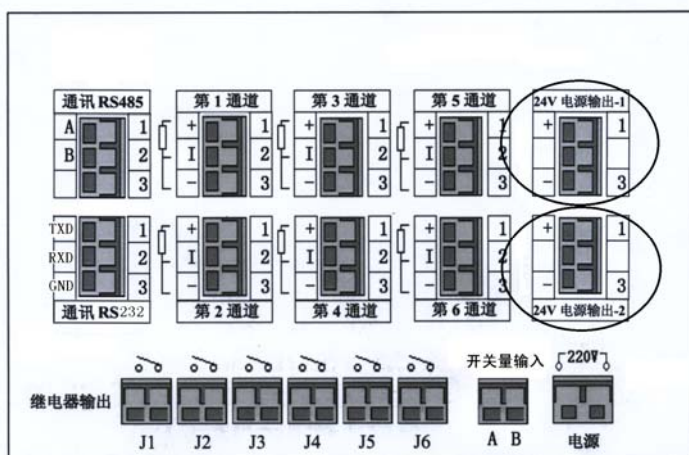 通讯 RS485 第 1 通道 第 3 通道 第 5 通道 24V 电源输出-1
A 1 + 1 + 1 + 1 + 1
B 2 I 2 I 2 I 2
3 − 3 − 3 − 3 − 3
TXD 1 + 1 + 1 + 1 + 1
RXD 2 I 2 I 2 I 2
GND 3 − 3 − 3 − 3 − 3
通讯 RS232 第 2 通道 第 4 通道 第 6 通道 24V 电源输出-2
开关量输入 220V
继电器输出
J1 J2 J3 J4 J5 J6 A B 电源